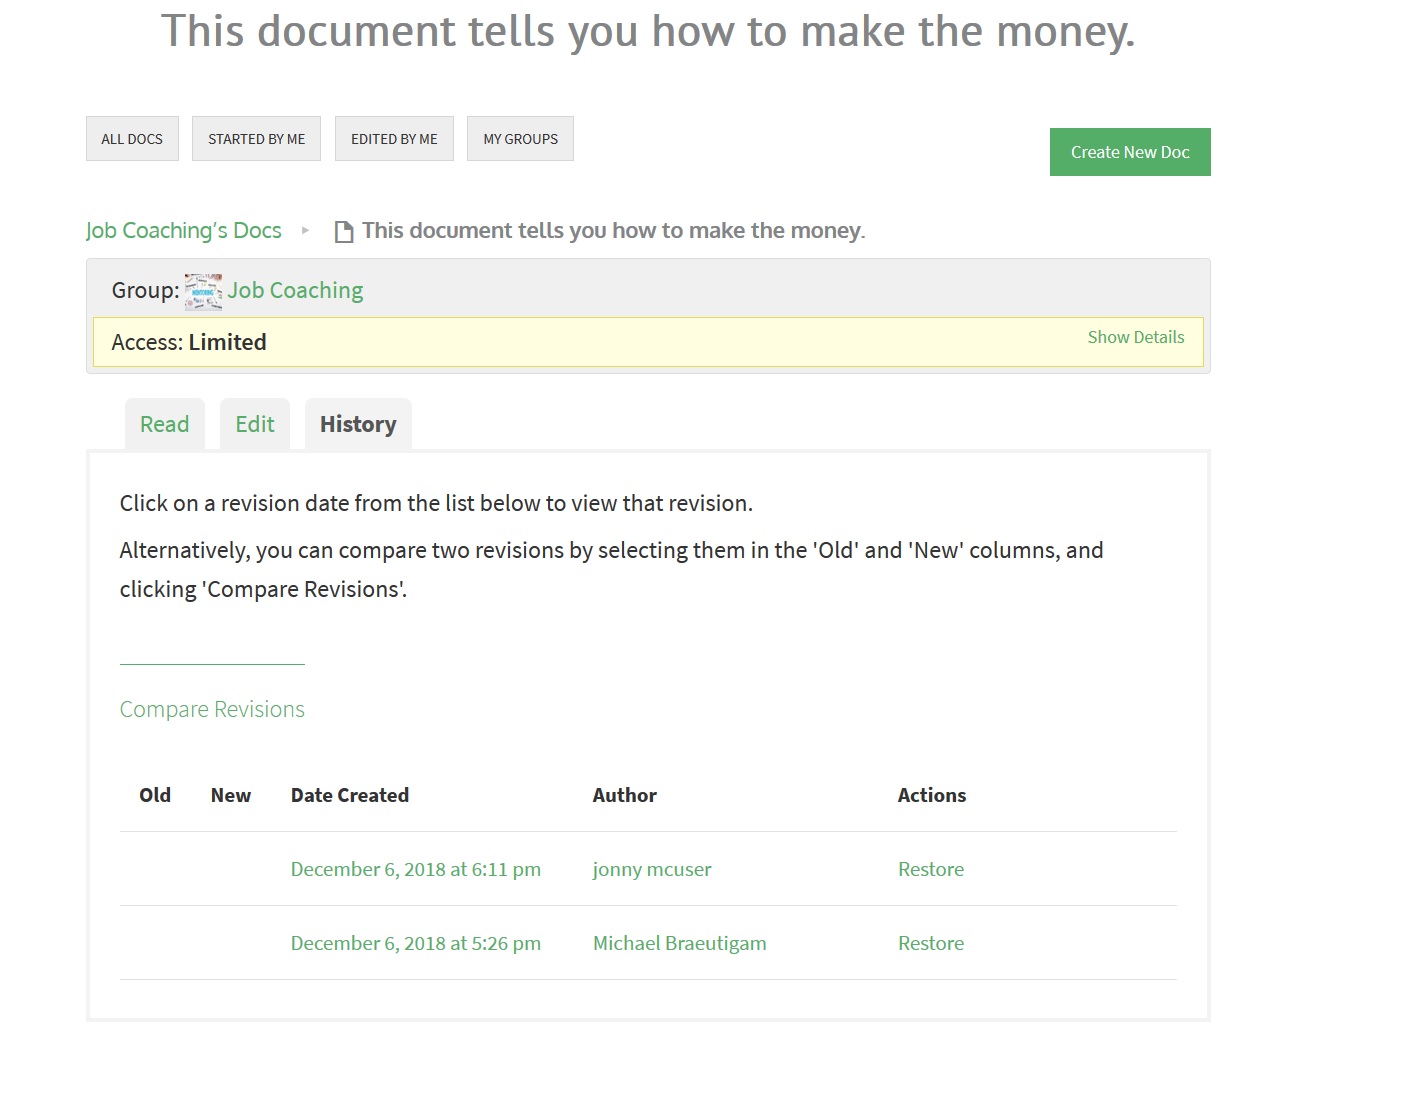 This document tells you how to make the money.
ALL DOCS
STARTED BY ME
EDITED BY ME
MY GROUPS
Create New Doc
Job Coaching's Docs ▸ This document tells you how to make the money.
Group: Job Coaching
Access: Limited
Show Details
Read
Edit
History
Click on a revision date from the list below to view that revision.
Alternatively, you can compare two revisions by selecting them in the 'Old' and 'New' columns, and
clicking 'Compare Revisions'.
Compare Revisions
Old New Date Created Author Actions
December 6, 2018 at 6:11 pm jonny mcuser Restore
December 6, 2018 at 5:26 pm Michael Braeutigam Restore